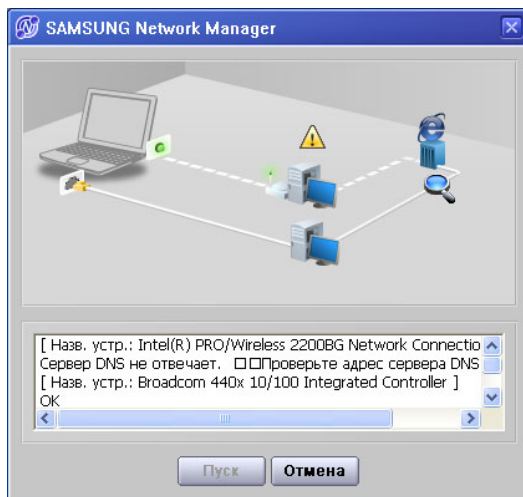 SAMSUNG Network Manager
[ Назв. устр.: Intel(R) PRO/Wireless 2200BG Network Connectio
Сервер DNS не отвечает. □□Проверьте адрес сервера DNS
[ Назв. устр.: Broadcom 440x 10/100 Integrated Controller ]
OK
Пуск
Отмена